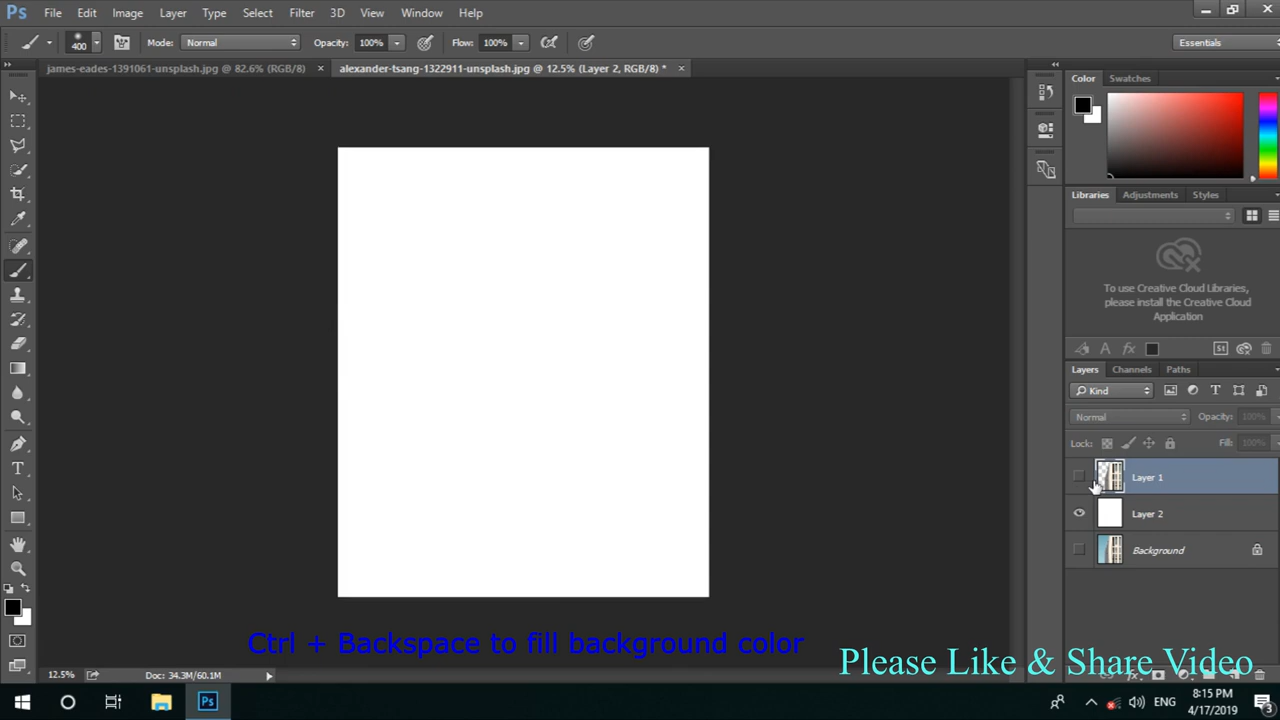 Ps File Edit Image Layer Type Select Filter 3D View Window Help
400 Mode: Normal Opacity: 100% Flow: 100% Essentials
james-eades-1391061-unsplash.jpg @ 82.6% (RGB/8) × alexander-tsang-1322911-unsplash.jpg @ 12.5% (Layer 2, RGB/8) * ×
Color Swatches
Libraries Adjustments Styles
To use Creative Cloud Libraries,
please install the Creative Cloud
Application
Layers Channels Paths
Kind
Normal Opacity: 100%
Lock: Fill: 100%
Layer 1
Layer 2
Background
Ctrl + Backspace to fill background color
Please Like & Share Video
12.5% Doc: 34.3M/60.1M
Ps ENG 8:15 PM
4/17/2019 3